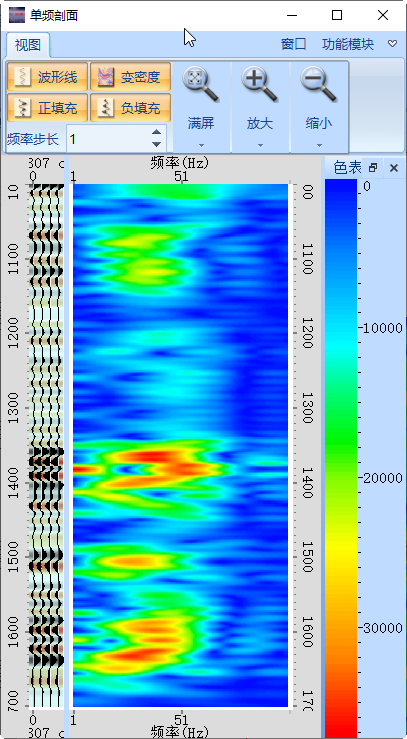 单频剖面
视图
窗口 功能模块
波形线 变密度
正填充 负填充
频率步长 1
满屏 放大 缩小
307 c 频率(Hz) 色表
0 1 51
10 00 0
1100 1100
1200 1200
10000
1300 1300
1400 1400
20000
1500 1500
1600 1600
30000
700 170
0 1 51
307 c 频率(Hz)